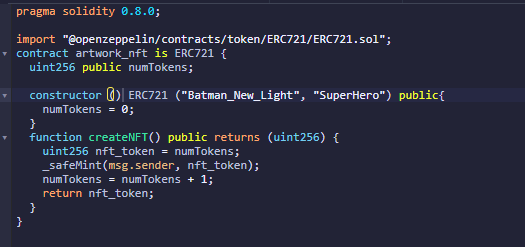 pragma solidity 0.8.0;
import "@openzeppelin/contracts/token/ERC721/ERC721.sol";
contract artwork_nft is ERC721 {
uint256 public numTokens;
constructor () ERC721 ("Batman_New_Light", "SuperHero") public{
numTokens = 0;
}
function createNFT() public returns (uint256) {
uint256 nft_token = numTokens;
_safeMint(msg.sender, nft_token);
numTokens = numTokens + 1;
return nft_token;
}
}